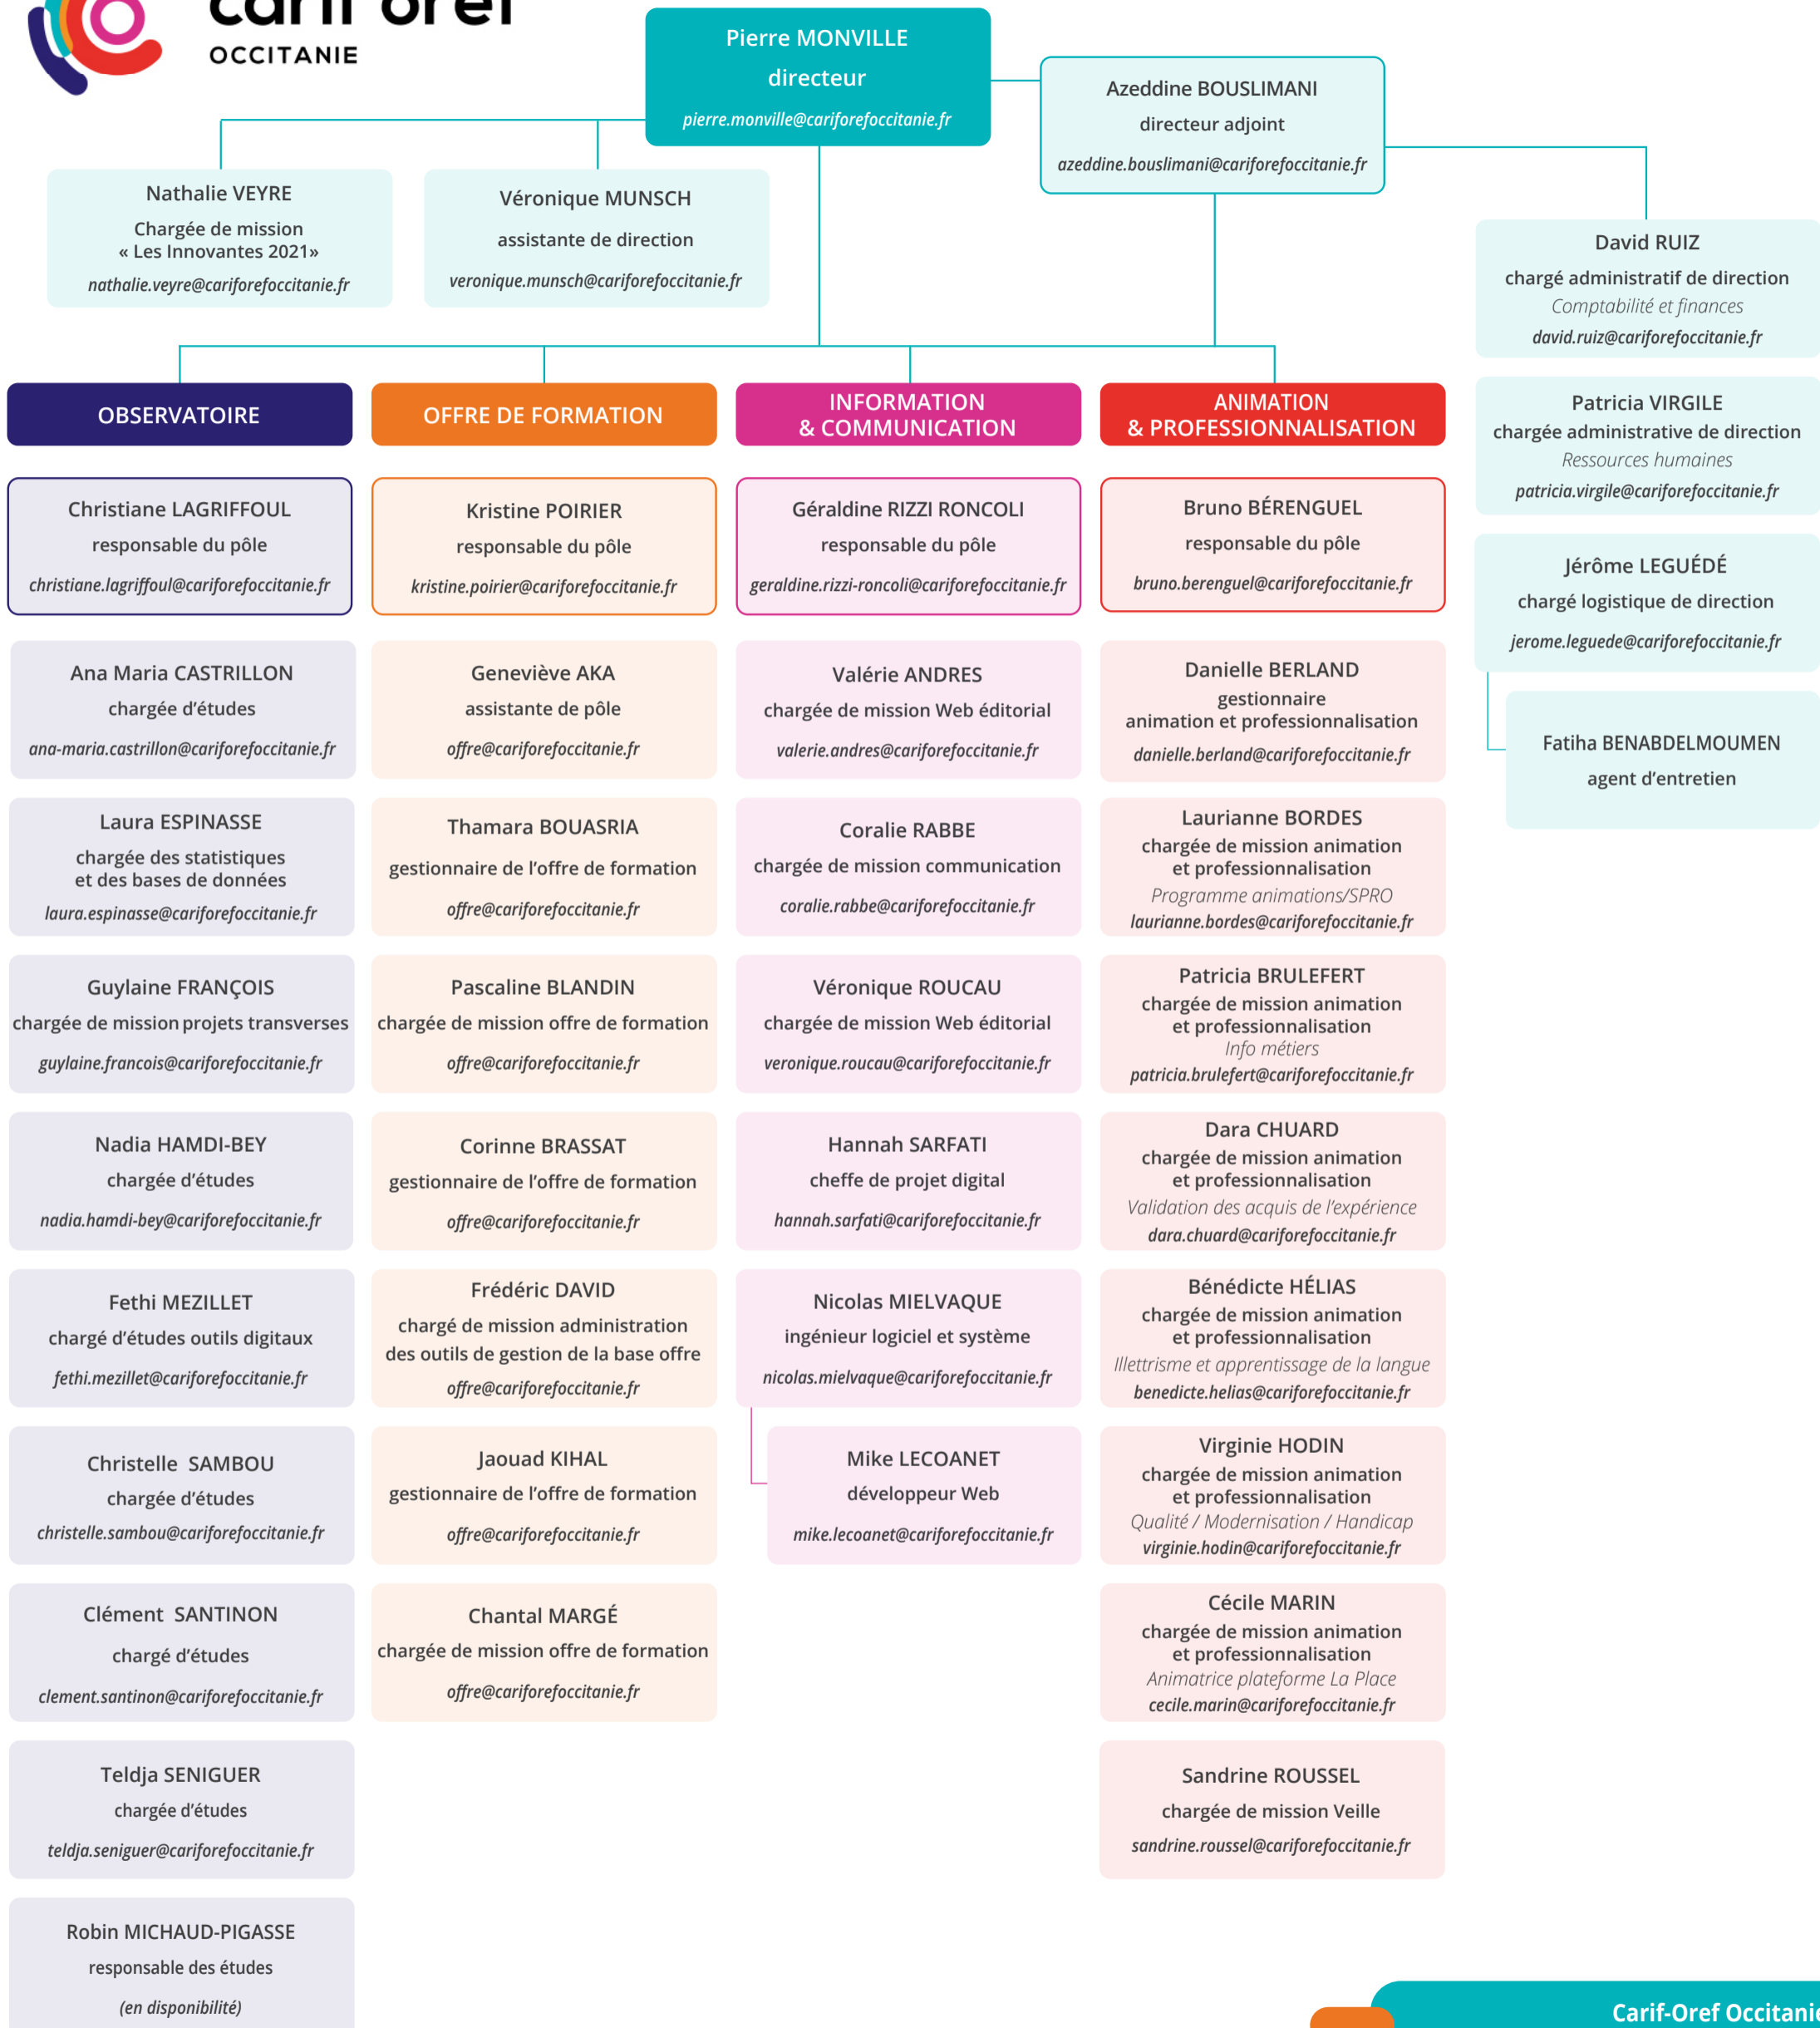 carif oref
OCCITANIE
Pierre MONVILLE
directeur
pierre.monville@cariforefoccitanie.fr
Azeddine BOUSLIMANI
directeur adjoint
azeddine.bouslimani@cariforefoccitanie.fr
Nathalie VEYRE
Chargée de mission
« Les Innovantes 2021»
nathalie.veyre@cariforefoccitanie.fr
Véronique MUNSCH
assistante de direction
veronique.munsch@cariforefoccitanie.fr
David RUIZ
chargé administratif de direction
Comptabilité et finances
david.ruiz@cariforefoccitanie.fr
Patricia VIRGILE
chargée administrative de direction
Ressources humaines
patricia.virgile@cariforefoccitanie.fr
Jérôme LEGUÉDÉ
chargé logistique de direction
jerome.leguede@cariforefoccitanie.fr
Fatiha BENABDELMOUMEN
agent d'entretien
OBSERVATOIRE
Christiane LAGRIFFOUL
responsable du pôle
christiane.lagriffoul@cariforefoccitanie.fr
Ana Maria CASTRILLON
chargée d'études
ana-maria.castrillon@cariforefoccitanie.fr
Laura ESPINASSE
chargée des statistiques
et des bases de données
laura.espinasse@cariforefoccitanie.fr
Guylaine FRANÇOIS
chargée de mission projets transverses
guylaine.francois@cariforefoccitanie.fr
Nadia HAMDI-BEY
chargée d'études
nadia.hamdi-bey@cariforefoccitanie.fr
Fethi MEZILLET
chargé d'études outils digitaux
fethi.mezillet@cariforefoccitanie.fr
Christelle SAMBOU
chargée d'études
christelle.sambou@cariforefoccitanie.fr
Clément SANTINON
chargé d'études
clement.santinon@cariforefoccitanie.fr
Teldja SENIGUER
chargée d'études
teldja.seniguer@cariforefoccitanie.fr
Robin MICHAUD-PIGASSE
responsable des études
(en disponibilité)
OFFRE DE FORMATION
Kristine POIRIER
responsable du pôle
kristine.poirier@cariforefoccitanie.fr
Geneviève AKA
assistante de pôle
offre@cariforefoccitanie.fr
Thamara BOUASRIA
gestionnaire de l'offre de formation
offre@cariforefoccitanie.fr
Pascaline BLANDIN
chargée de mission offre de formation
offre@cariforefoccitanie.fr
Corinne BRASSAT
gestionnaire de l'offre de formation
offre@cariforefoccitanie.fr
Frédéric DAVID
chargé de mission administration
des outils de gestion de la base offre
offre@cariforefoccitanie.fr
Jaouad KIHAL
gestionnaire de l'offre de formation
offre@cariforefoccitanie.fr
Chantal MARGÉ
chargée de mission offre de formation
offre@cariforefoccitanie.fr
INFORMATION
& COMMUNICATION
Géraldine RIZZI RONCOLI
responsable du pôle
geraldine.rizzi-roncoli@cariforefoccitanie.fr
Valérie ANDRES
chargée de mission Web éditorial
valerie.andres@cariforefoccitanie.fr
Coralie RABBE
chargée de mission communication
coralie.rabbe@cariforefoccitanie.fr
Véronique ROUCAU
chargée de mission Web éditorial
veronique.roucau@cariforefoccitanie.fr
Hannah SARFATI
cheffe de projet digital
hannah.sarfati@cariforefoccitanie.fr
Nicolas MIELVAQUE
ingénieur logiciel et système
nicolas.mielvaque@cariforefoccitanie.fr
Mike LECOANET
développeur Web
mike.lecoanet@cariforefoccitanie.fr
ANIMATION
& PROFESSIONNALISATION
Bruno BÉRENGUEL
responsable du pôle
bruno.berenguel@cariforefoccitanie.fr
Danielle BERLAND
gestionnaire
animation et professionnalisation
danielle.berland@cariforefoccitanie.fr
Laurianne BORDES
chargée de mission animation
et professionnalisation
Programme animations/SPRO
laurianne.bordes@cariforefoccitanie.fr
Patricia BRULEFERT
chargée de mission animation
et professionnalisation
Info métiers
patricia.brulefert@cariforefoccitanie.fr
Dara CHUARD
chargée de mission animation
et professionnalisation
Validation des acquis de l'expérience
dara.chuard@cariforefoccitanie.fr
Bénédicte HÉLIAS
chargée de mission animation
et professionnalisation
Illettrisme et apprentissage de la langue
benedicte.helias@cariforefoccitanie.fr
Virginie HODIN
chargée de mission animation
et professionnalisation
Qualité / Modernisation / Handicap
virginie.hodin@cariforefoccitanie.fr
Cécile MARIN
chargée de mission animation
et professionnalisation
Animatrice plateforme La Place
cecile.marin@cariforefoccitanie.fr
Sandrine ROUSSEL
chargée de mission Veille
sandrine.roussel@cariforefoccitanie.fr
Carif-Oref Occitanie